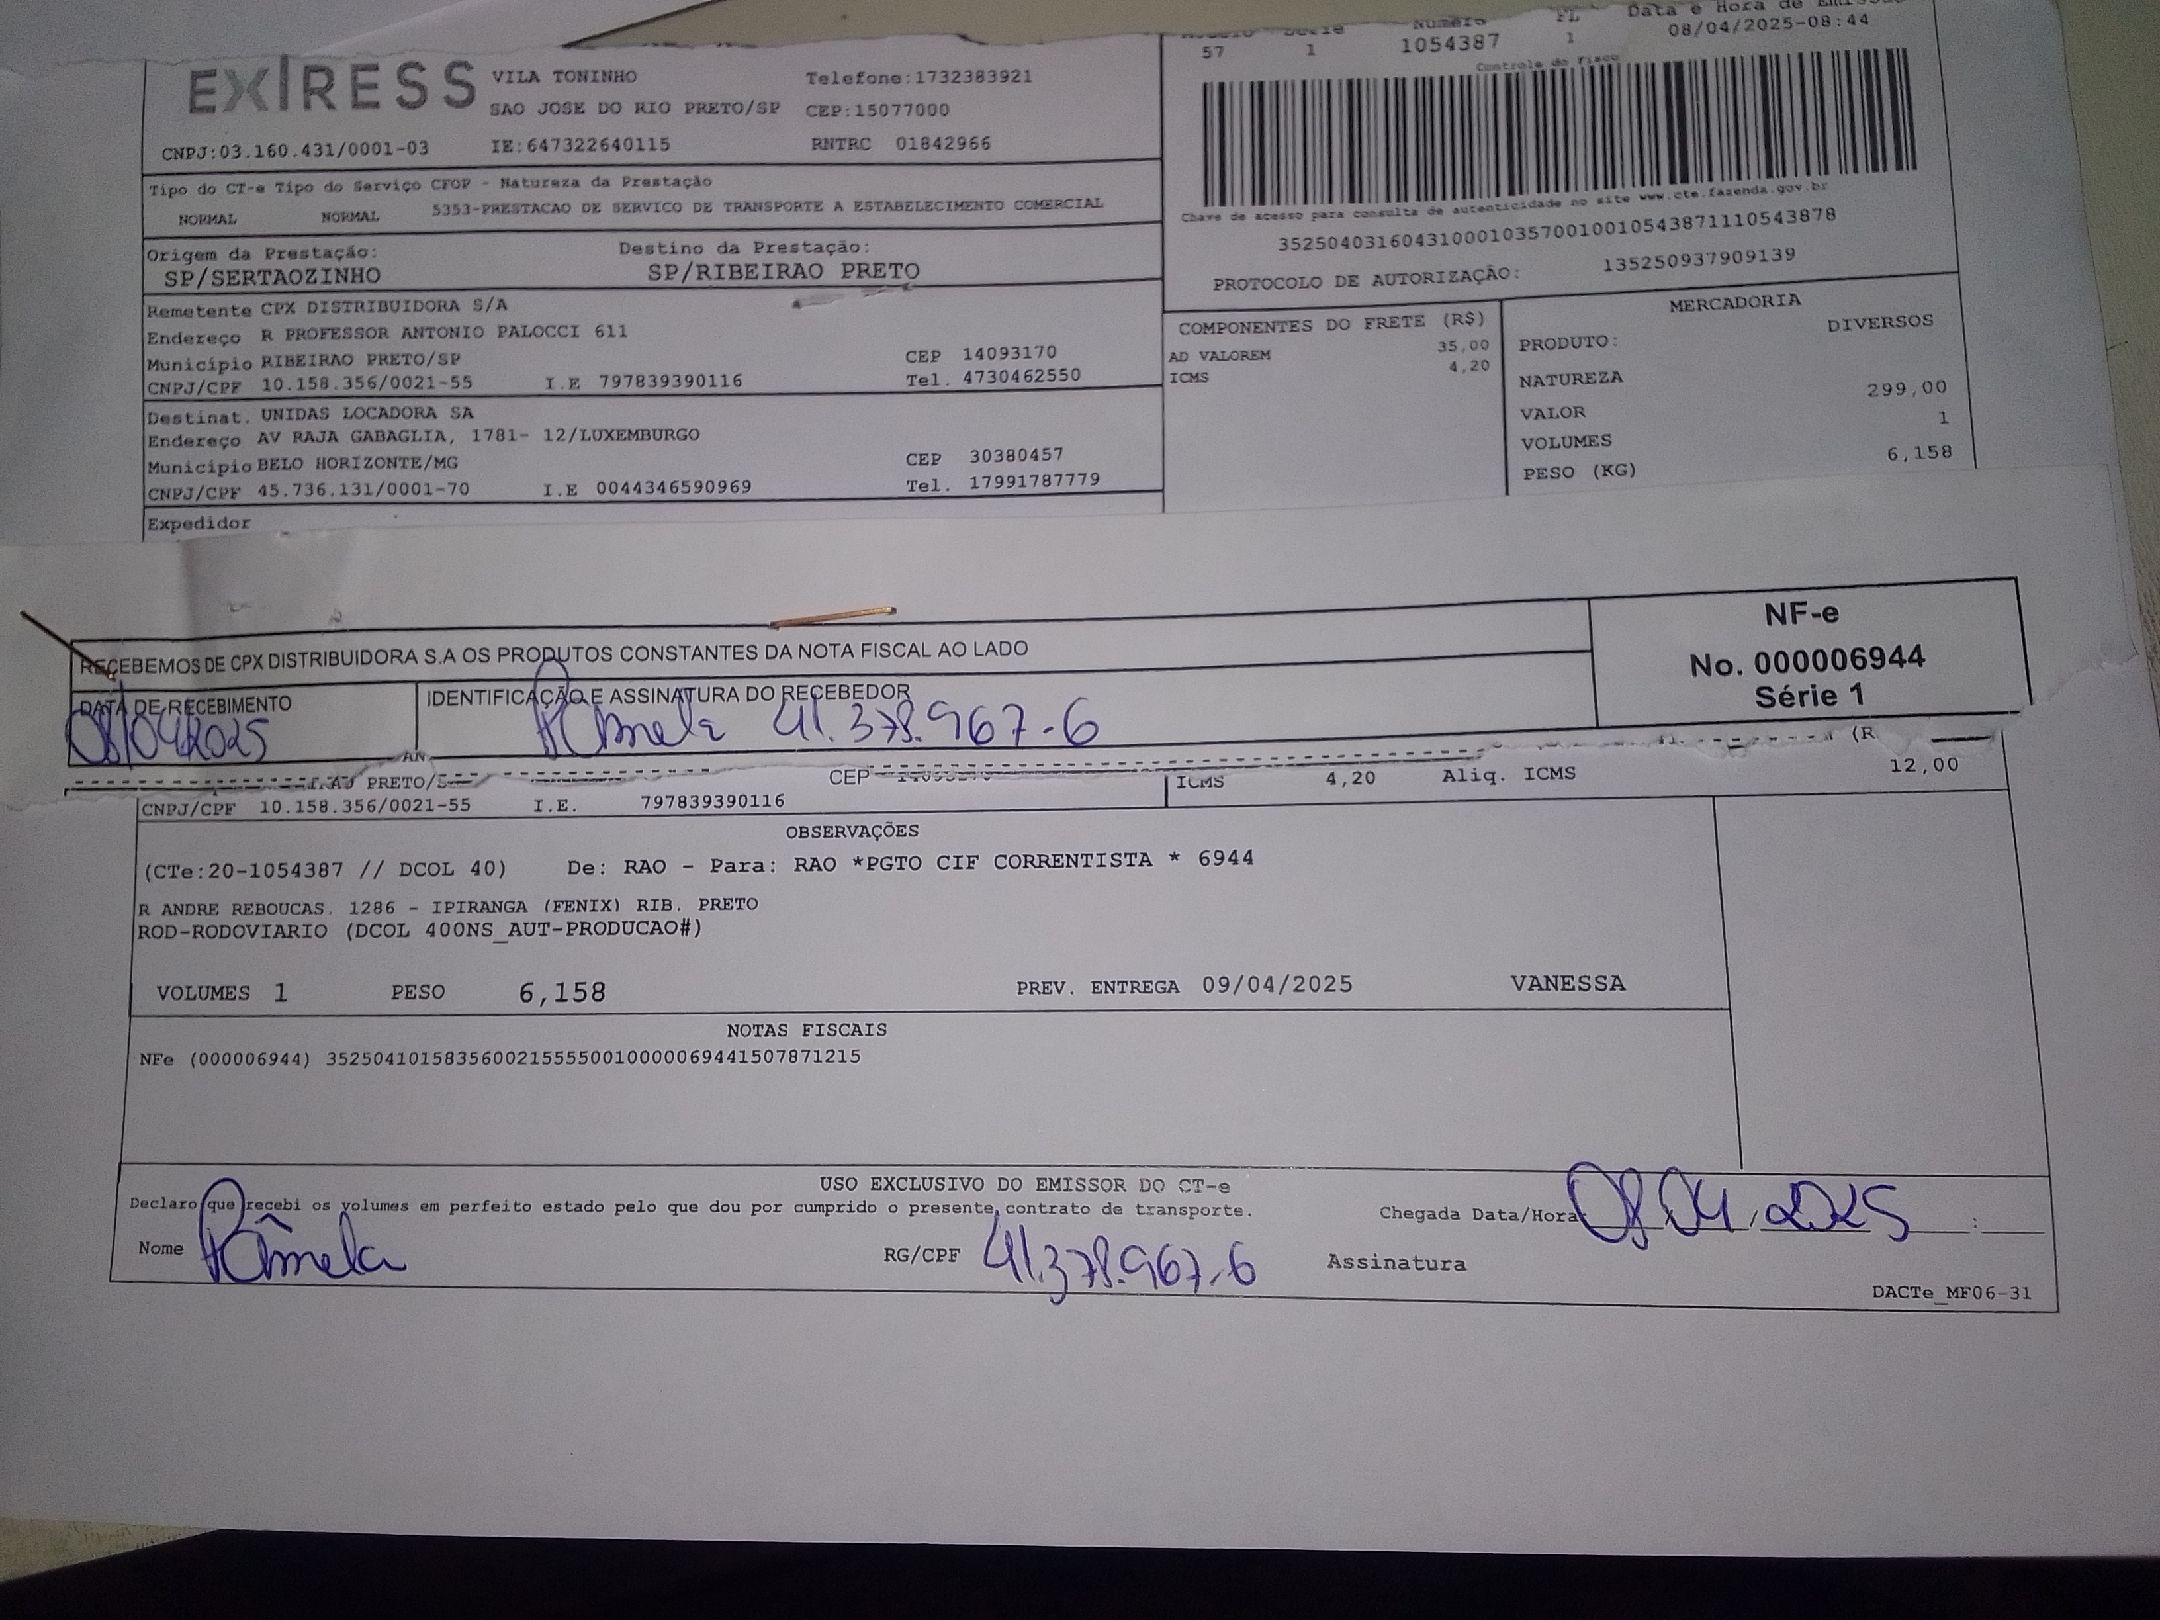 Número FL Data e Hora de
57 1 1054387 1 08/04/2025-08:44
EXPRESS VILA TONINHO Telefone:1732383921
SAO JOSE DO RIO PRETO/SP CEP:15077000
CNPJ:03.160.431/0001-03 IE:647322640115 RNTRC 01842966
Controle do Fisco
Tipo do CT-e Tipo do Serviço CFOP - Natureza da Prestação
NORMAL NORMAL 5353-PRESTACAO DE SERVICO DE TRANSPORTE A ESTABELECIMENTO COMERCIAL
Chave de acesso para consulta de autenticidade no site www.cte.fazenda.gov.br
35250403160431000103570010010543871110543878
PROTOCOLO DE AUTORIZAÇÃO: 135250937909139
Origem da Prestação: Destino da Prestação:
SP/SERTAOZINHO SP/RIBEIRAO PRETO
Remetente CPX DISTRIBUIDORA S/A
Endereço R PROFESSOR ANTONIO PALOCCI 611
Município RIBEIRAO PRETO/SP CEP 14093170
CNPJ/CPF 10.158.356/0021-55 I.E 797839390116 Tel. 4730462550
Destinat. UNIDAS LOCADORA SA
Endereço AV RAJA GABAGLIA, 1781- 12/LUXEMBURGO
Município BELO HORIZONTE/MG CEP 30380457
CNPJ/CPF 45.736.131/0001-70 I.E 0044346590969 Tel. 17991787779
Expedidor
COMPONENTES DO FRETE (R$)
AD VALOREM 35,00
ICMS 4,20
MERCADORIA
PRODUTO: DIVERSOS
NATUREZA
VALOR 299,00
VOLUMES 1
PESO (KG) 6,158
RECEBEMOS DE CPX DISTRIBUIDORA S.A OS PRODUTOS CONSTANTES DA NOTA FISCAL AO LADO
NF-e
No. 000006944
Série 1
DATA DE RECEBIMENTO IDENTIFICAÇÃO E ASSINATURA DO RECEBEDOR
08/04/2025 Pâmela 41.378.967-6
PRETO/S CEP ICMS 4,20 Aliq. ICMS 12,00
CNPJ/CPF 10.158.356/0021-55 I.E. 797839390116
OBSERVAÇÕES
(CTe:20-1054387 // DCOL 40) De: RAO - Para: RAO *PGTO CIF CORRENTISTA * 6944
R ANDRE REBOUCAS, 1286 - IPIRANGA (FENIX) RIB. PRETO
ROD-RODOVIARIO (DCOL 400NS_AUT-PRODUCAO#)
VOLUMES 1 PESO 6,158 PREV. ENTREGA 09/04/2025 VANESSA
NOTAS FISCAIS
NFe (000006944) 35250410158356002155550010000069441507871215
USO EXCLUSIVO DO EMISSOR DO CT-e
Declaro que recebi os volumes em perfeito estado pelo que dou por cumprido o presente contrato de transporte.
Chegada Data/Hora 08/04/2025 :
Nome Pâmela RG/CPF 41.378.967-6 Assinatura
DACTe_MF06-31